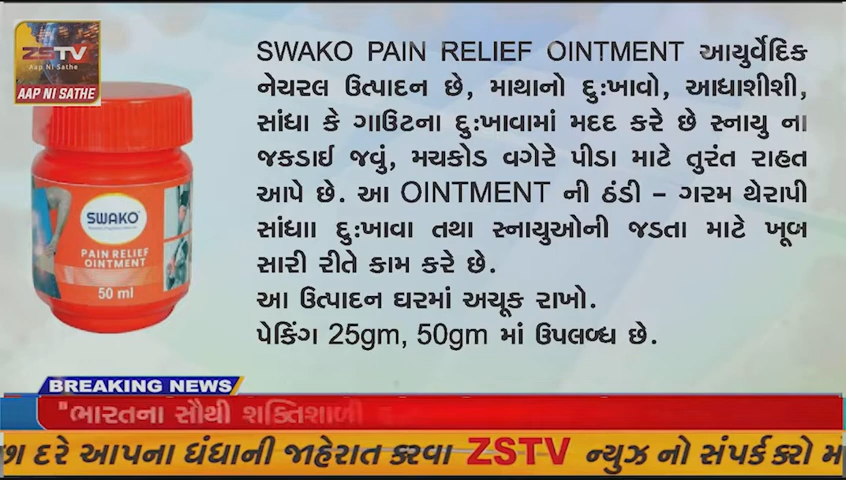 ZSTV
Aap Ni Sathe
AAP NI SATHE
SWAKO PAIN RELIEF OINTMENT આયુર્વેદિક
નેચરલ ઉત્પાદન છે, માથાનો દુઃખાવો, આધાશીશી,
સાંધા કે ગાઉટના દુઃખાવામાં મદદ કરે છે સ્નાયુ ના
જકડાઈ જવું, મચકોડ વગેરે પીડા માટે તુરંત રાહત
આપે છે. આ OINTMENT ની ઠંડી – ગરમ થેરાપી
સાંધાા દુઃખાવા તથા સ્નાયુઓની જડતા માટે ખૂબ
સારી રીતે કામ કરે છે.
આ ઉત્પાદન ઘરમાં અચૂક રાખો.
પેકિંગ 25gm, 50gm માં ઉપલબ્ધ છે.
SWAKO
PAIN RELIEF
OINTMENT
50 ml
BREAKING NEWS
"ભારતના સૌથી શક્તિશાળી
દરે આપના ધંધાની જાહેરાત કરવા ZSTV ન્યુઝ નો સંપર્ક કરો